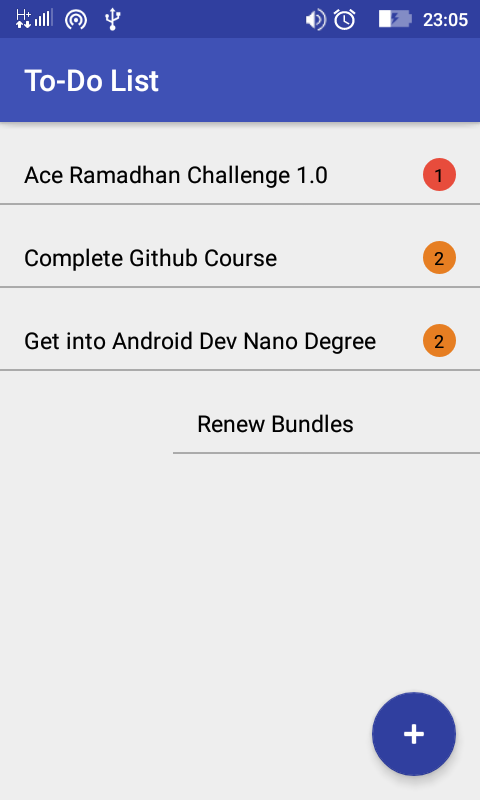 H+ 23:05
To-Do List
Ace Ramadhan Challenge 1.0 1
Complete Github Course 2
Get into Android Dev Nano Degree 2
Renew Bundles
+